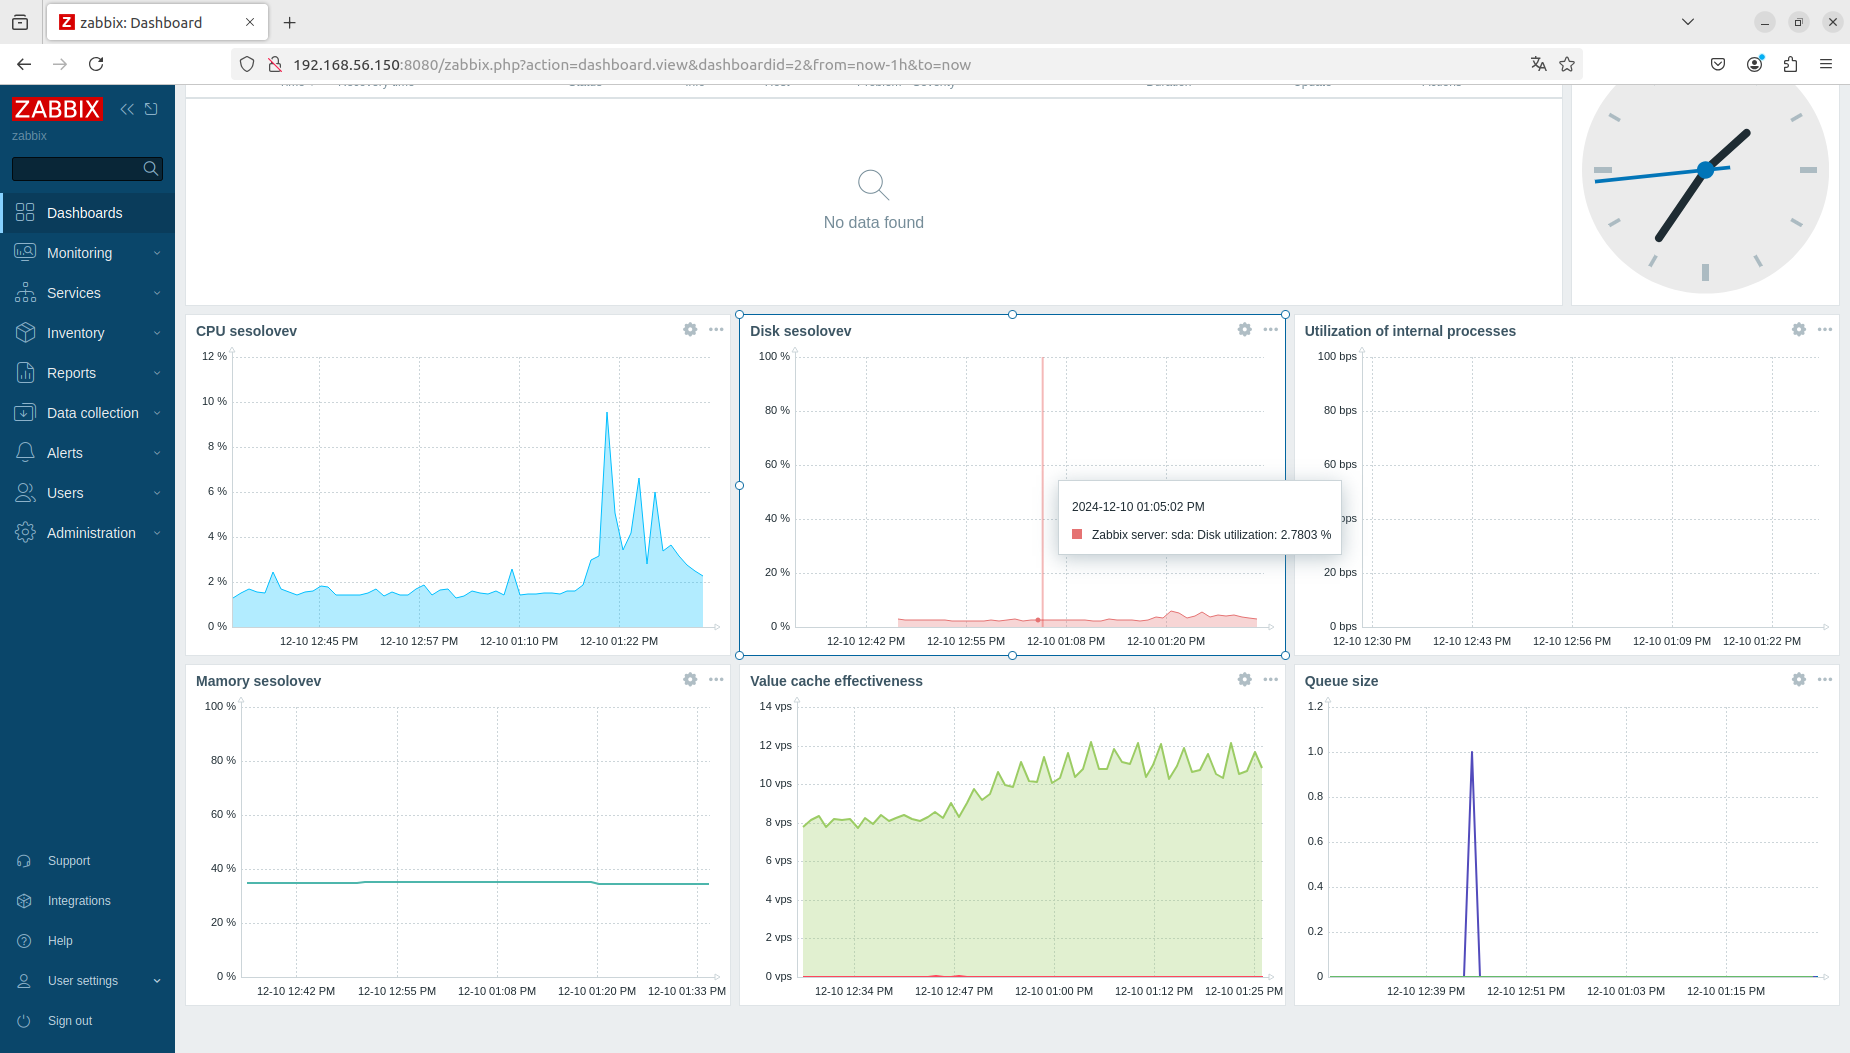 zabbix: Dashboard
192.168.56.150:8080/zabbix.php?action=dashboard.view&dashboardid=2&from=now-1h&to=now
ZABBIX
zabbix
Dashboards
Monitoring
Services
Inventory
Reports
Data collection
Alerts
Users
Administration
Support
Integrations
Help
User settings
Sign out
No data found
CPU sesolovev
12 %
10 %
8 %
6 %
4 %
2 %
0 %
12-10 12:45 PM 12-10 12:57 PM 12-10 01:10 PM 12-10 01:22 PM
Disk sesolovev
100 %
80 %
60 %
40 %
20 %
0 %
12-10 12:42 PM 12-10 12:55 PM 12-10 01:08 PM 12-10 01:20 PM
2024-12-10 01:05:02 PM
Zabbix server: sda: Disk utilization: 2.7803 %
Utilization of internal processes
100 bps
80 bps
60 bps
bps
20 bps
0 bps
12-10 12:30 PM 12-10 12:43 PM 12-10 12:56 PM 12-10 01:09 PM 12-10 01:22 PM
Mamory sesolovev
100 %
80 %
60 %
40 %
20 %
0 %
12-10 12:42 PM 12-10 12:55 PM 12-10 01:08 PM 12-10 01:20 PM 12-10 01:33 PM
Value cache effectiveness
14 vps
12 vps
10 vps
8 vps
6 vps
4 vps
2 vps
0 vps
12-10 12:34 PM 12-10 12:47 PM 12-10 01:00 PM 12-10 01:12 PM 12-10 01:25 PM
Queue size
1.2
1.0
0.8
0.6
0.4
0.2
0
12-10 12:39 PM 12-10 12:51 PM 12-10 01:03 PM 12-10 01:15 PM